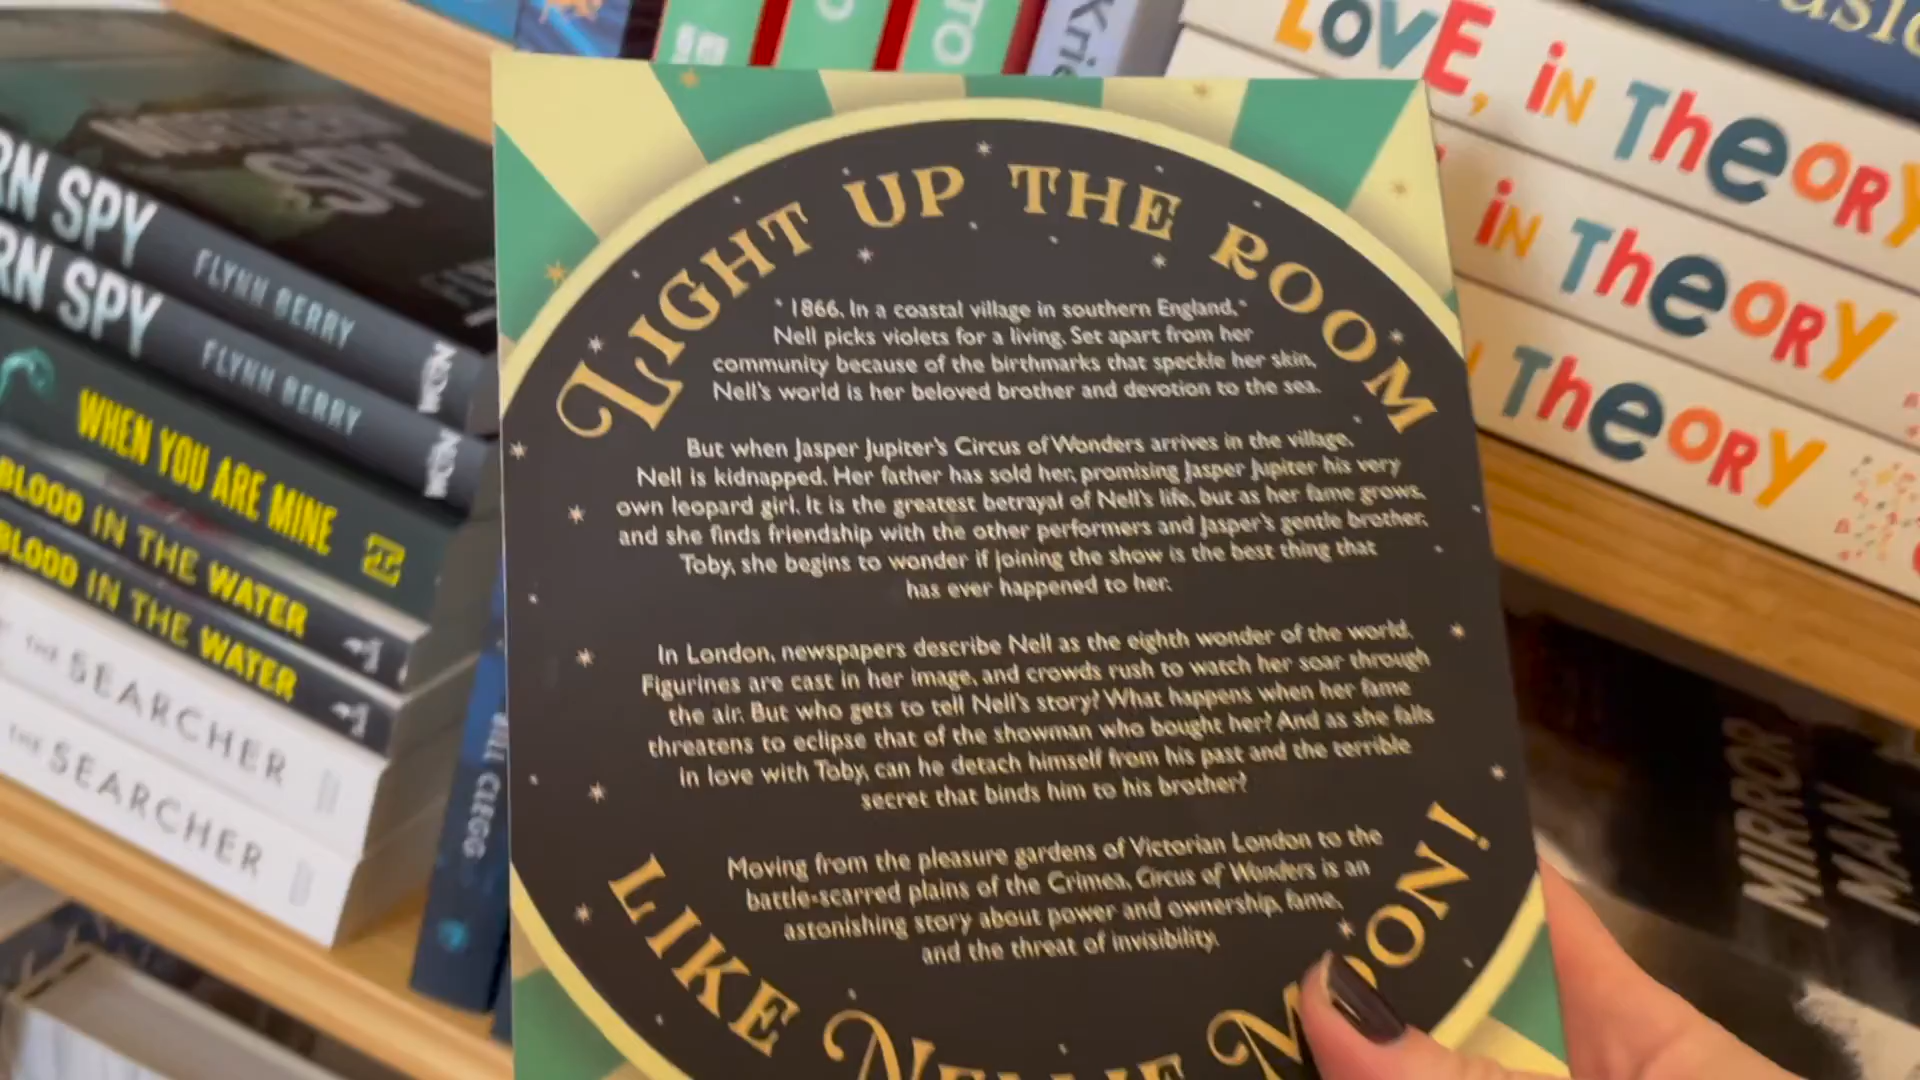 LIGHT UP THE ROOM
1866. In a coastal village in southern England,
Nell picks violets for a living. Set apart from her
community because of the birthmarks that speckle her skin,
Nell's world is her beloved brother and devotion to the sea.
But when Jasper Jupiter's Circus of Wonders arrives in the village,
Nell is kidnapped. Her father has sold her, promising Jasper Jupiter his very
own leopard girl. It is the greatest betrayal of Nell's life, but as her fame grows,
and she finds friendship with the other performers and Jasper's gentle brother,
Toby, she begins to wonder if joining the show is the best thing that
has ever happened to her.
In London, newspapers describe Nell as the eighth wonder of the world.
Figurines are cast in her image, and crowds rush to watch her soar through
the air. But who gets to tell Nell's story? What happens when her fame
threatens to eclipse that of the showman who bought her? And as she falls
in love with Toby, can he detach himself from his past and the terrible
secret that binds him to his brother?
Moving from the pleasure gardens of Victorian London to the
battle-scarred plains of the Crimea, Circus of Wonders is an
astonishing story about power and ownership, fame,
and the threat of invisibility.
LIKE NELLIE MOON!
RN SPY FLYNN BERRY
RN SPY FLYNN BERRY
WHEN YOU ARE MINE
BLOOD IN THE WATER
BLOOD IN THE WATER
THE SEARCHER
THE SEARCHER
BILL CLEGG
LOVE, IN THEORY
IN THEORY
THEORY
MIRROR
MAN